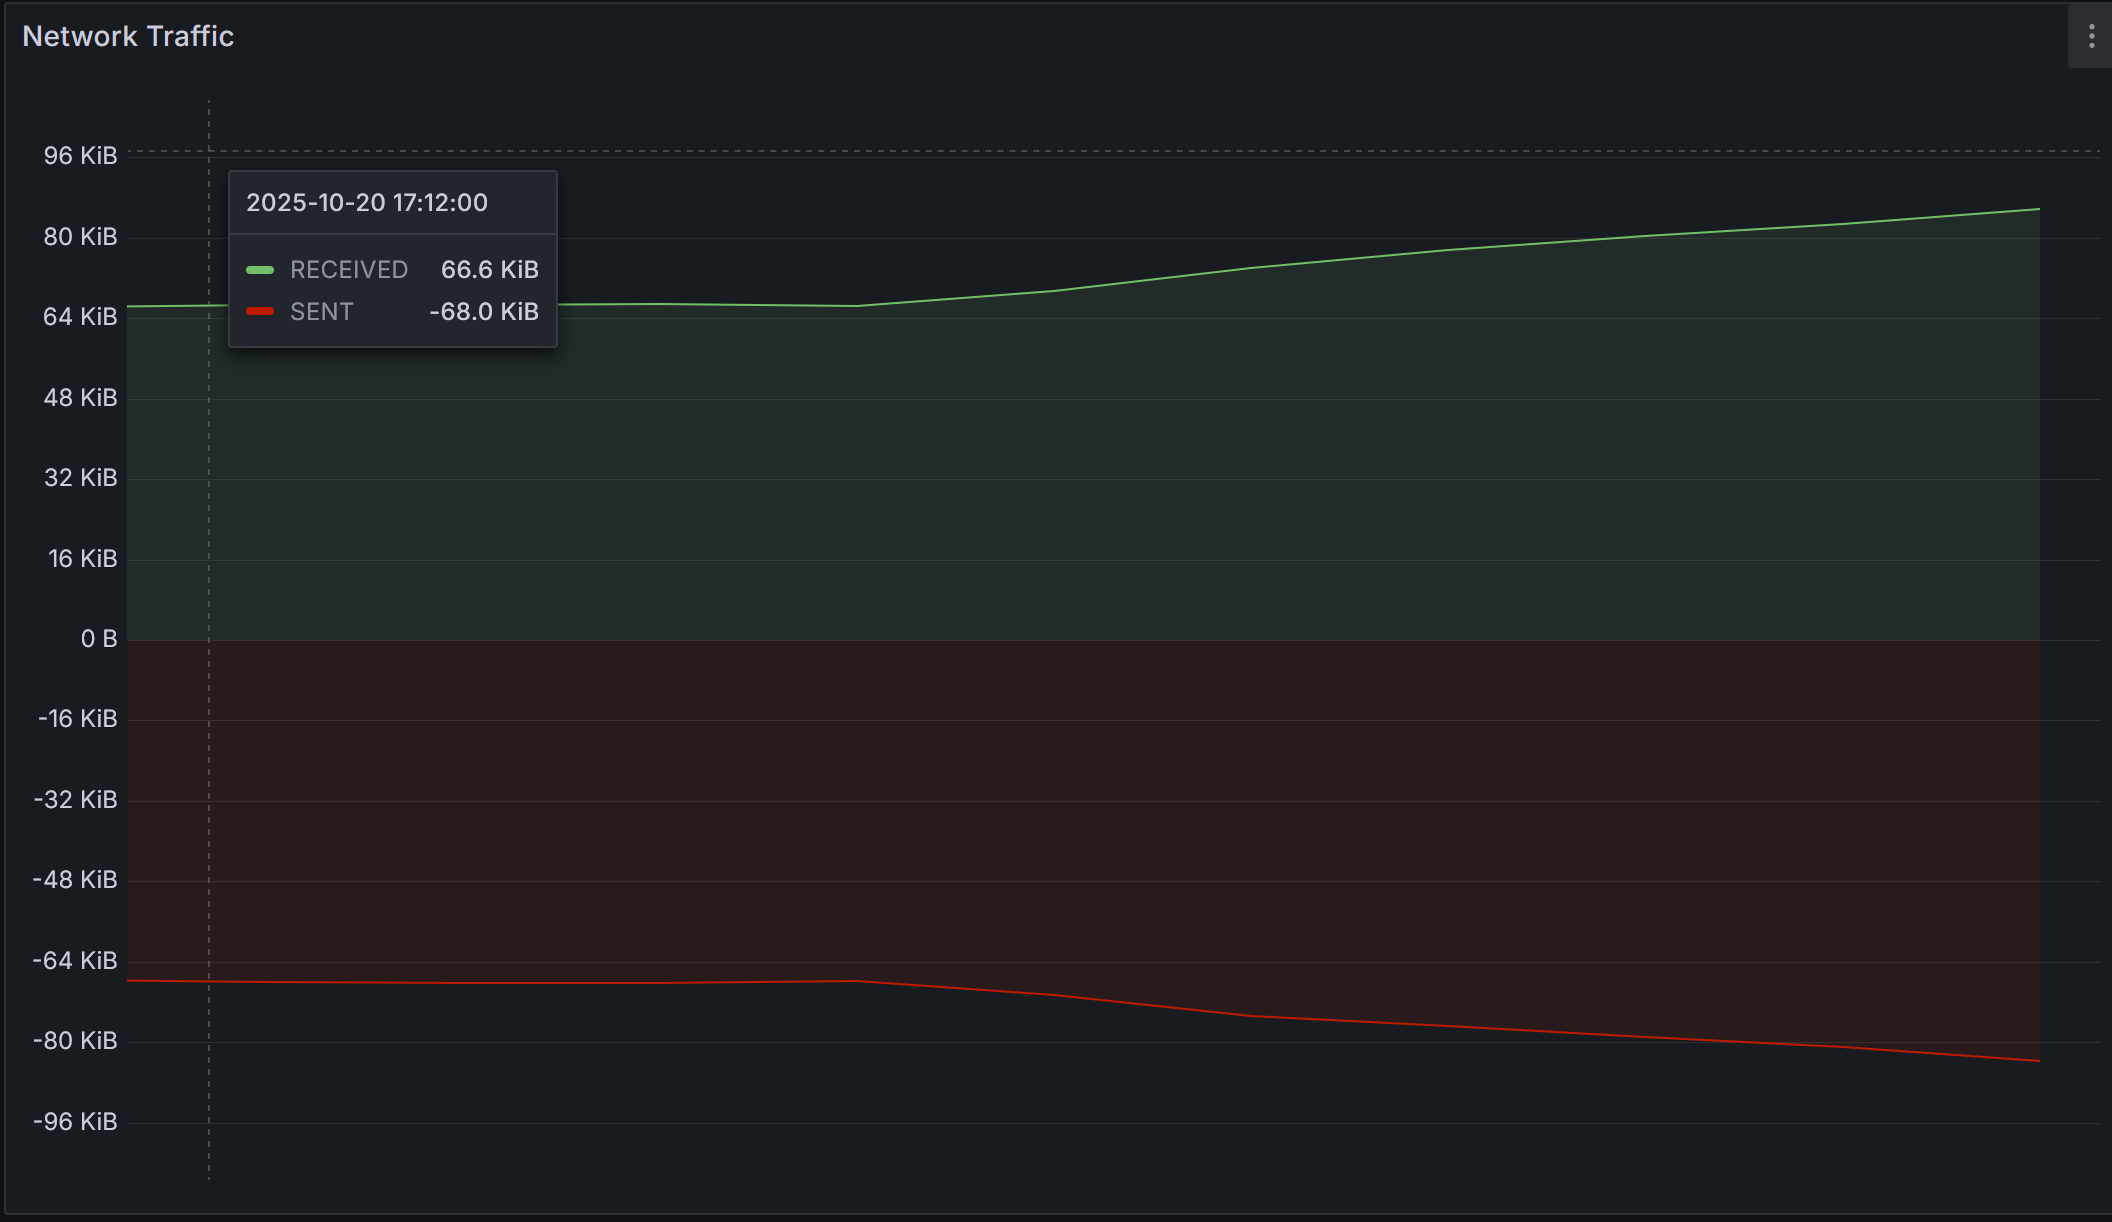 Network Traffic
96 KiB
2025-10-20 17:12:00
80 KiB
RECEIVED 66.6 KiB
SENT -68.0 KiB
64 KiB
48 KiB
32 KiB
16 KiB
0 B
-16 KiB
-32 KiB
-48 KiB
-64 KiB
-80 KiB
-96 KiB